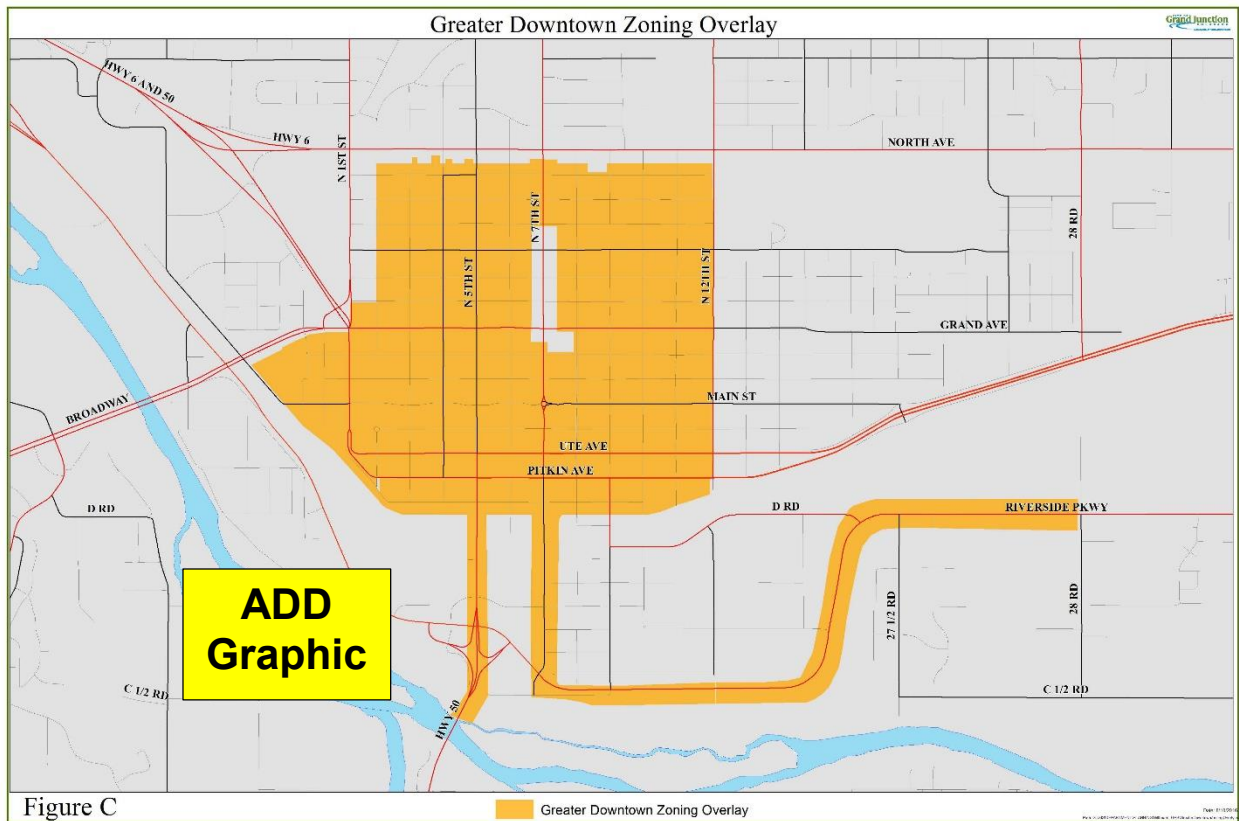 Greater Downtown Zoning Overlay
Grand Junction
HWY 6 AND 50
HWY 6
N 1ST ST
NORTH AVE
N 7TH ST
28 RD
N 5TH ST
N 12TH ST
GRAND AVE
BROADWAY
MAIN ST
UTE AVE
PITKIN AVE
D RD
D RD
RIVERSIDE PKWY
ADD
Graphic
27 1/2 RD
28 RD
C 1/2 RD
C 1/2 RD
HWY 50
Figure C
Greater Downtown Zoning Overlay